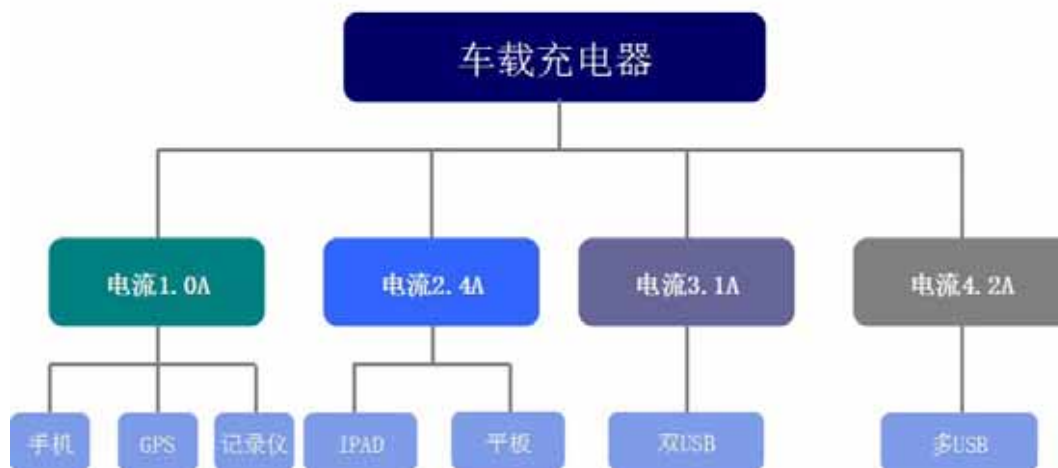 车载充电器
电流1.0A
电流2.4A
电流3.1A
电流4.2A
手机
GPS
记录仪
IPAD
平板
双USB
多USB